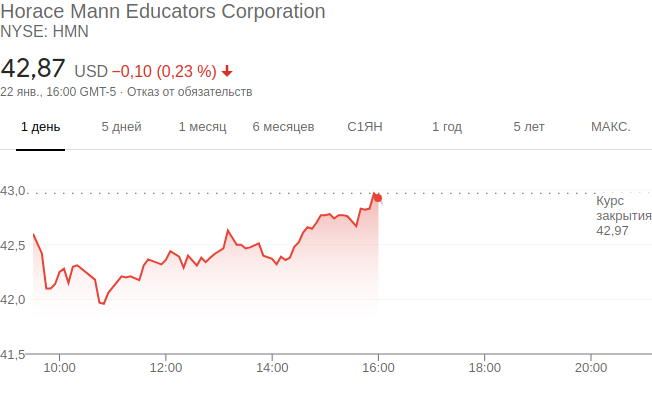 Horace Mann Educators Corporation
NYSE: HMN
42,87 USD −0,10 (0,23 %)
22 янв., 16:00 GMT-5 · Отказ от обязательств
1 день 5 дней 1 месяц 6 месяцев С1ЯН 1 год 5 лет МАКС.
43,0
Курс
закрытия
42,97
42,5
42,0
41,5
10:00 12:00 14:00 16:00 18:00 20:00